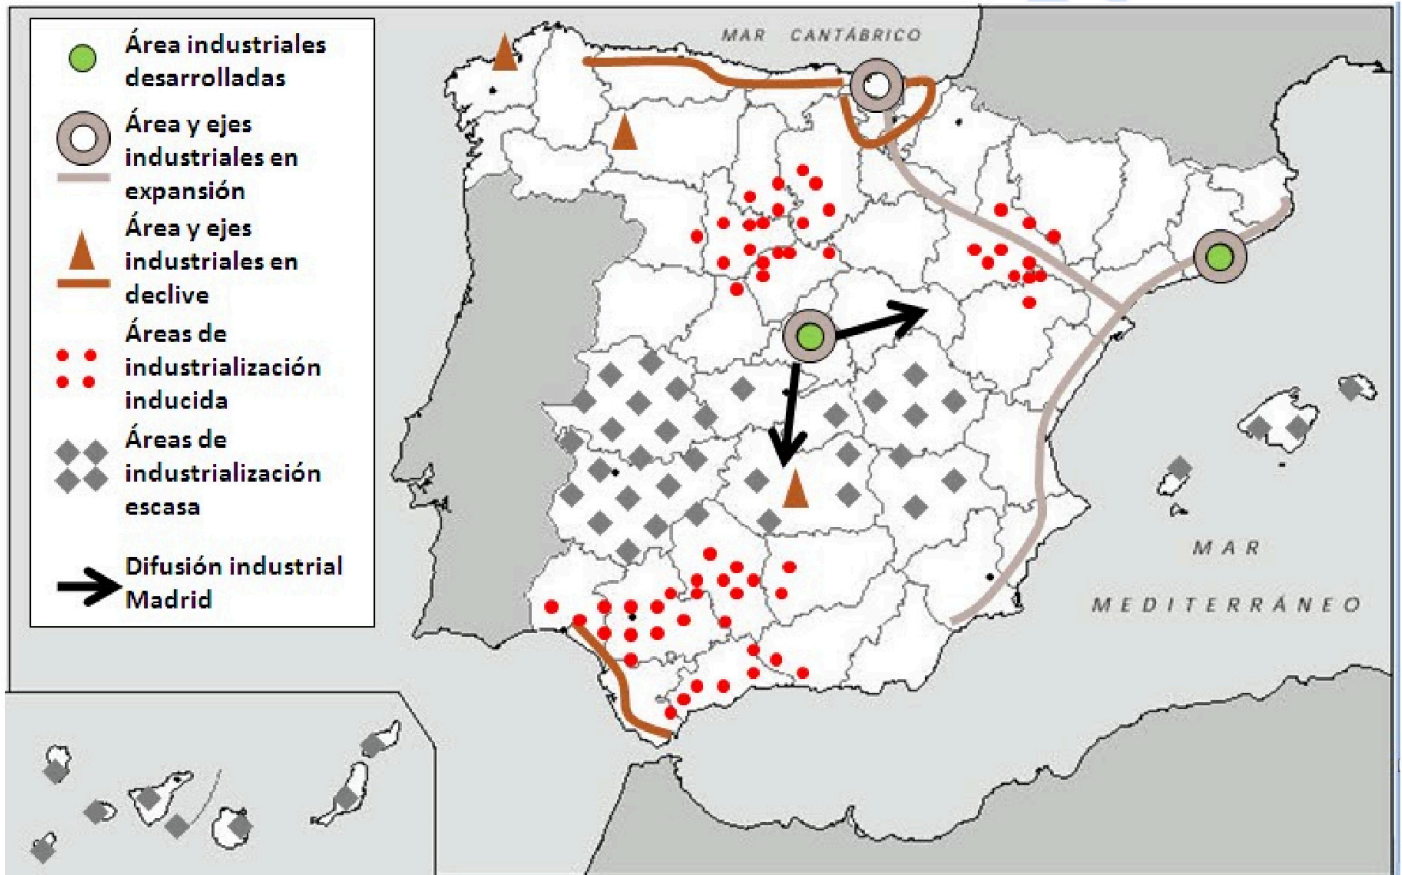 Área industriales
desarrolladas
Área y ejes
industriales en
expansión
Área y ejes
industriales en
declive
Áreas de
industrialización
inducida
Áreas de
industrialización
escasa
Difusión industrial
Madrid
MAR CANTÁBRICO
MAR
MEDITERRÁNEO